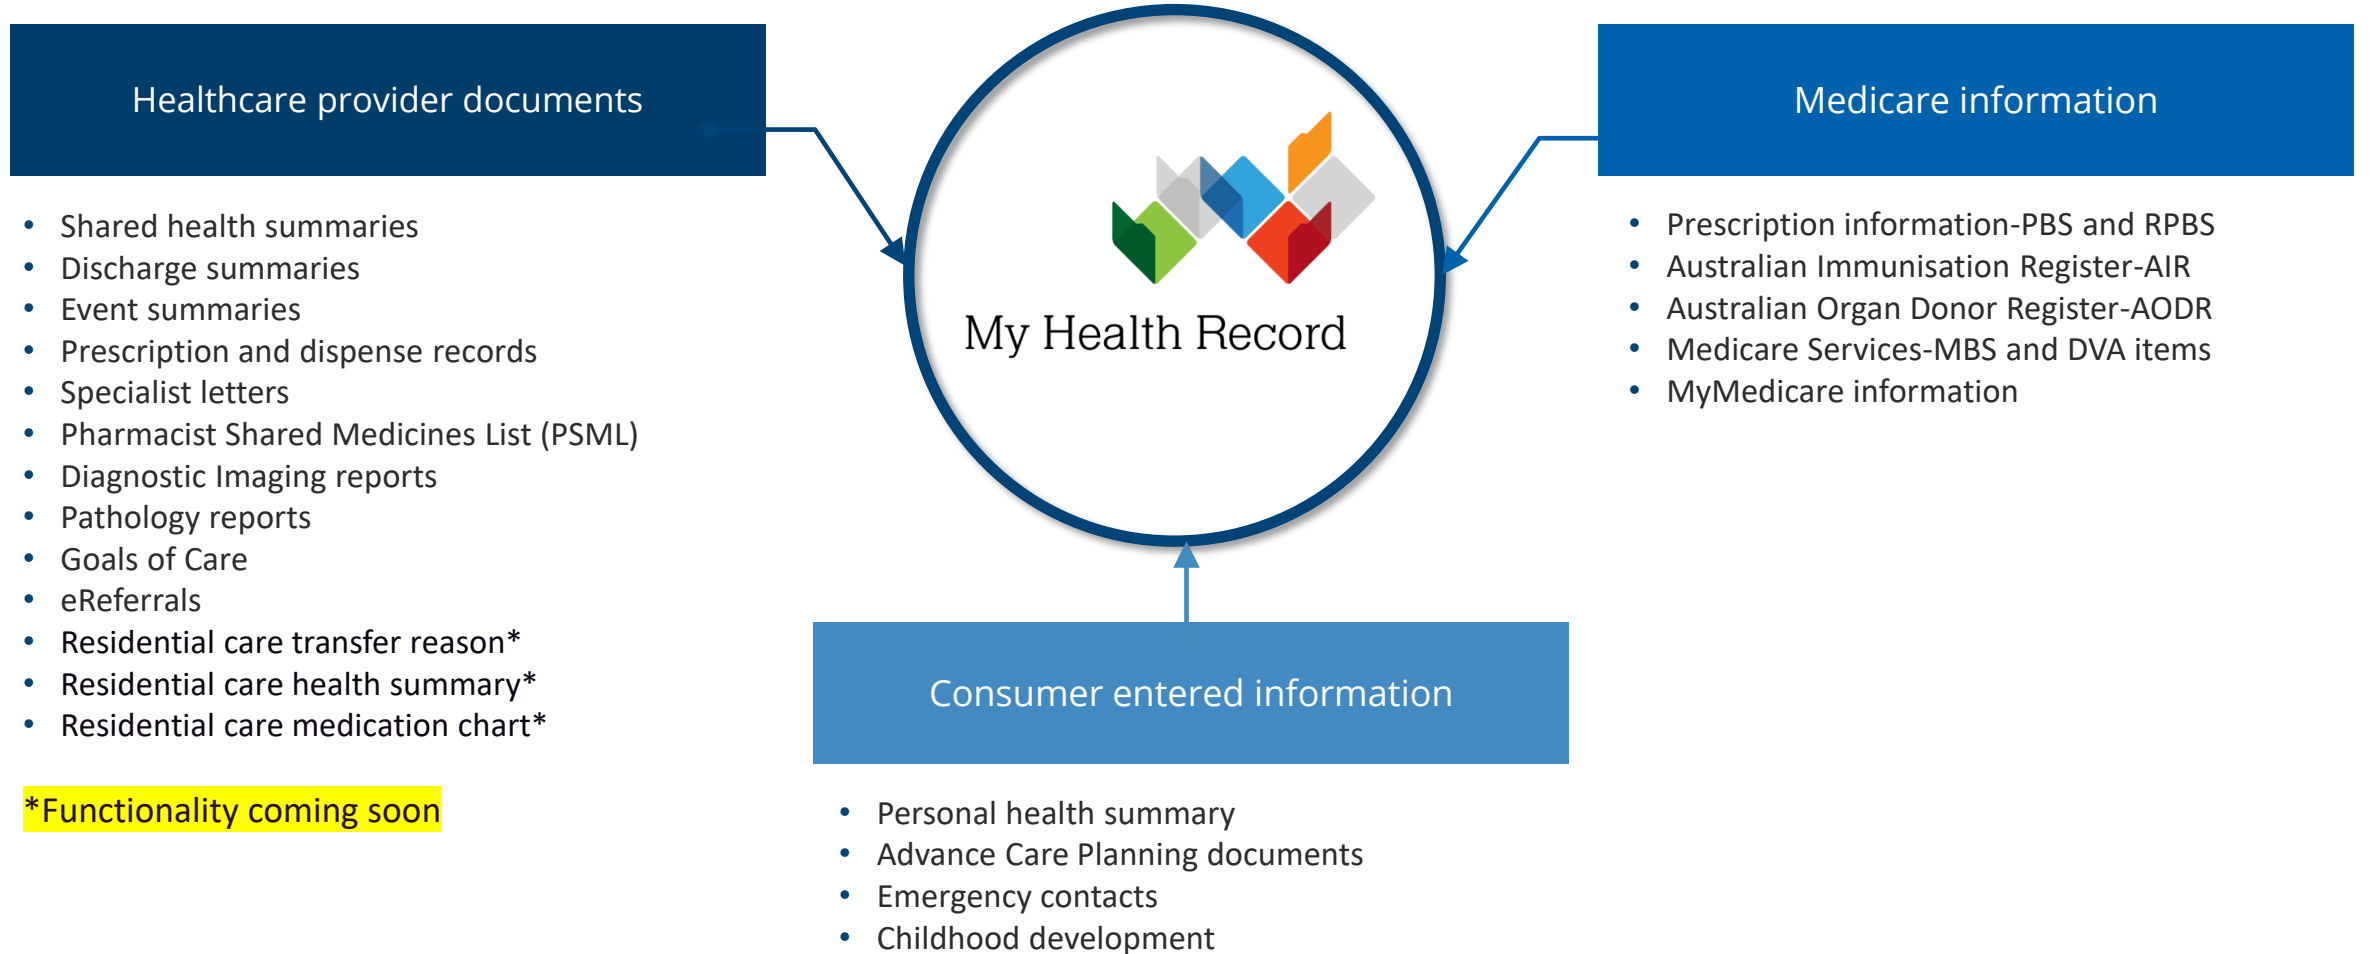 Healthcare provider documents
• Shared health summaries
• Discharge summaries
• Event summaries
• Prescription and dispense records
• Specialist letters
• Pharmacist Shared Medicines List (PSML)
• Diagnostic Imaging reports
• Pathology reports
• Goals of Care
• eReferrals
• Residential care transfer reason*
• Residential care health summary*
• Residential care medication chart*
*Functionality coming soon
My Health Record
Medicare information
• Prescription information-PBS and RPBS
• Australian Immunisation Register-AIR
• Australian Organ Donor Register-AODR
• Medicare Services-MBS and DVA items
• MyMedicare information
Consumer entered information
• Personal health summary
• Advance Care Planning documents
• Emergency contacts
• Childhood development